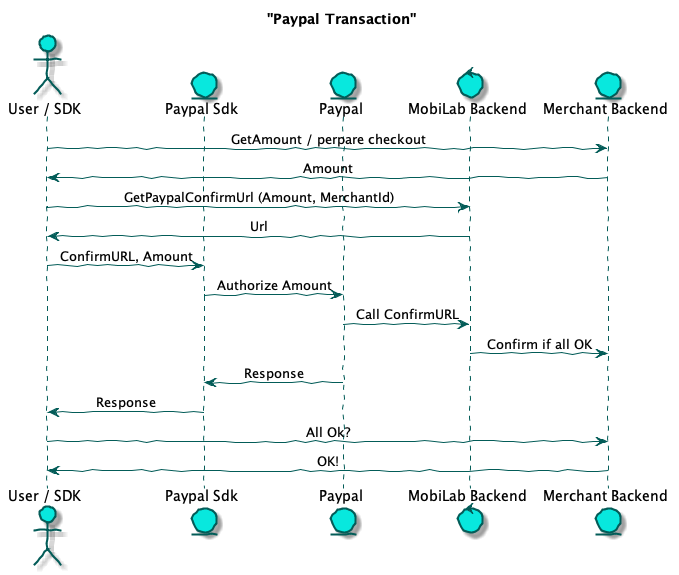 "Paypal Transaction"
User / SDK Paypal Sdk Paypal MobiLab Backend Merchant Backend
GetAmount / perpare checkout
Amount
GetPaypalConfirmUrl (Amount, MerchantId)
Url
ConfirmURL, Amount
Authorize Amount
Call ConfirmURL
Confirm if all OK
Response
Response
All Ok?
OK!
User / SDK Paypal Sdk Paypal MobiLab Backend Merchant Backend